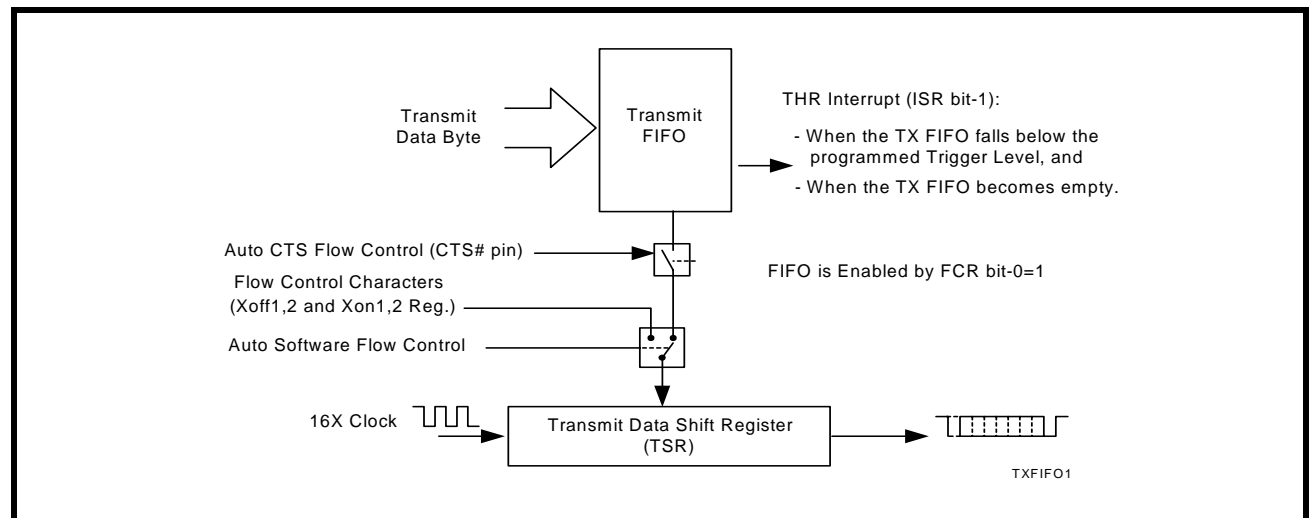 Transmit
Data Byte
Transmit
FIFO
THR Interrupt (ISR bit-1):
- When the TX FIFO falls below the
programmed Trigger Level, and
- When the TX FIFO becomes empty.
Auto CTS Flow Control (CTS# pin)
FIFO is Enabled by FCR bit-0=1
Flow Control Characters
(Xoff1,2 and Xon1,2 Reg.)
Auto Software Flow Control
16X Clock
Transmit Data Shift Register
(TSR)
TXFIFO1